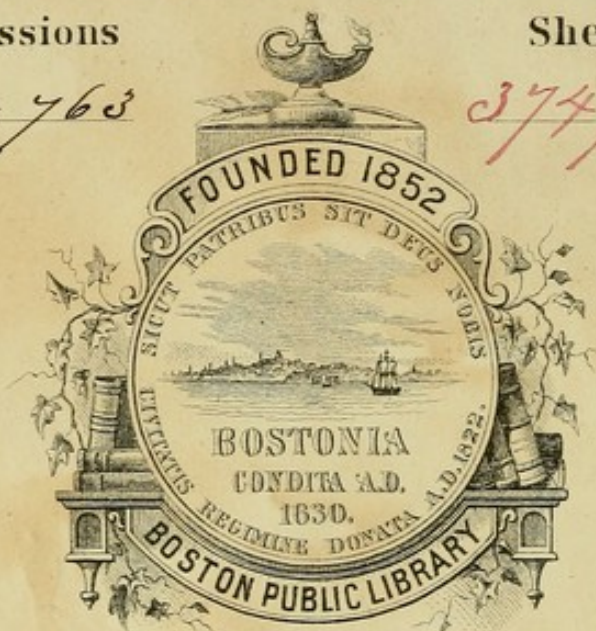 ssions
She
763
374
FOUNDED 1852
SICUT PATRIBUS SIT DEUS NOBIS
BOSTONIA
CONDITA A.D.
1630.
CIVITATIS REGIMINE DONATA A.D. 1822.
BOSTON PUBLIC LIBRARY